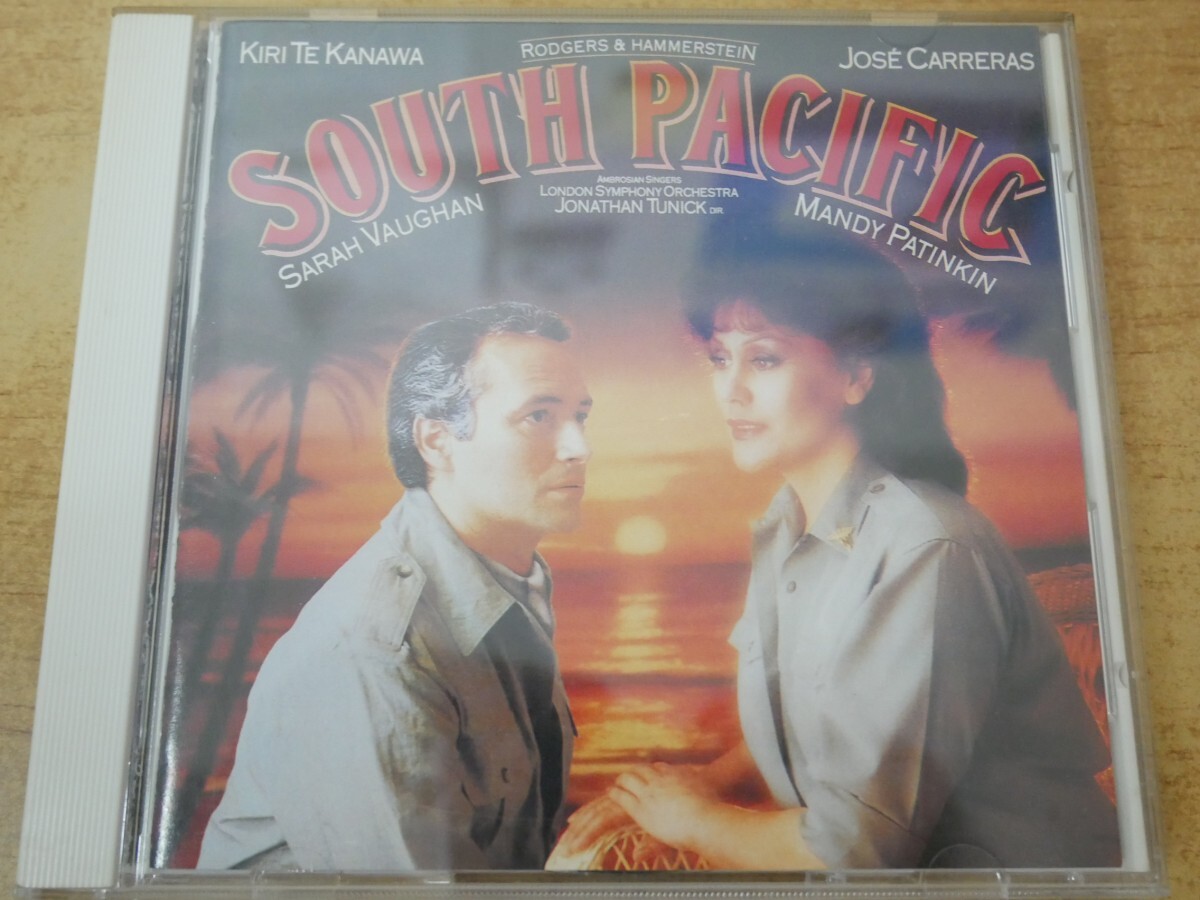 KIRI TE KANAWA
RODGERS & HAMMERSTEIN
JOSÉ CARRERAS
SOUTH PACIFIC
AMBROSIAN SINGERS
LONDON SYMPHONY ORCHESTRA
JONATHAN TUNICK DIR.
SARAH VAUGHAN
MANDY PATINKIN